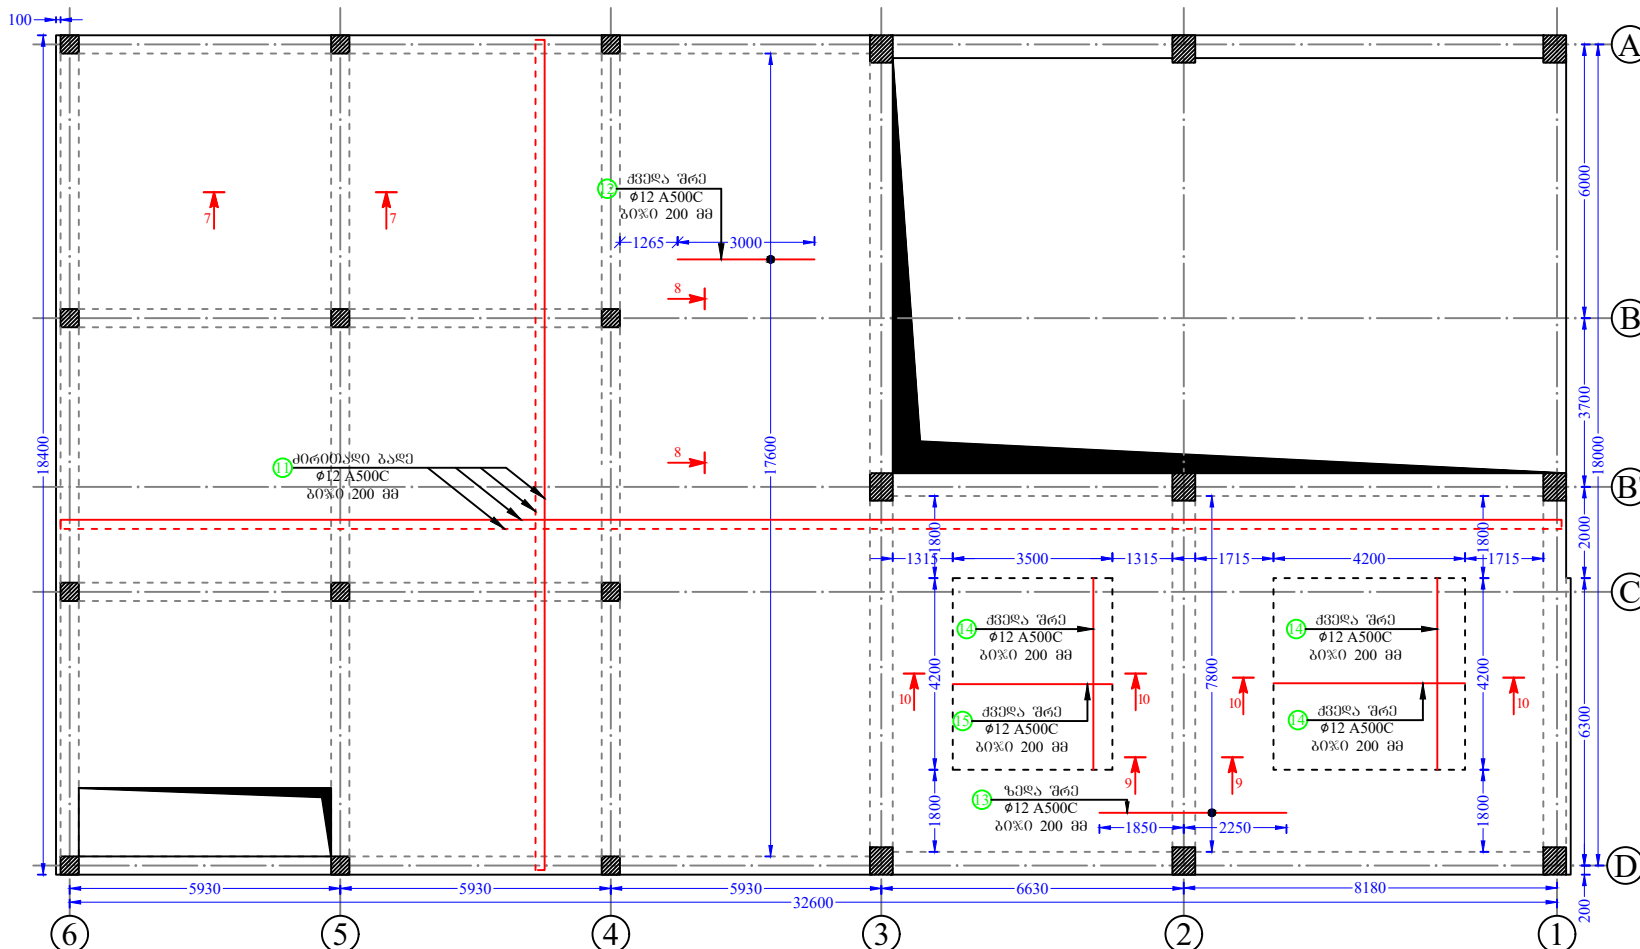 100
A
12
ქვედა შრე
ϕ12 A500C
ბიჯი 200 მმ
7
7
6000
1265
3000
8
B
3700
18400
17600
18000
11
ძირითადი ბადე
ϕ12 A500C
ბიჯი 200 მმ
8
B'
1800
1800
2000
1315
3500
1315
1715
4200
1715
C
14
ქვედა შრე
ϕ12 A500C
ბიჯი 200 მმ
14
ქვედა შრე
ϕ12 A500C
ბიჯი 200 მმ
4200
7800
4200
10
10
10
10
6300
15
ქვედა შრე
ϕ12 A500C
ბიჯი 200 მმ
14
ქვედა შრე
ϕ12 A500C
ბიჯი 200 მმ
9
9
13
ზედა შრე
ϕ12 A500C
ბიჯი 200 მმ
1800
1850
2250
1800
D
5930
5930
5930
6630
8180
32600
200
6
5
4
3
2
1